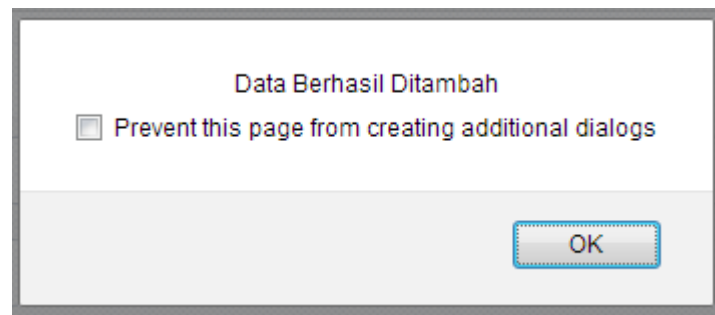 Data Berhasil Ditambah
Prevent this page from creating additional dialogs
OK